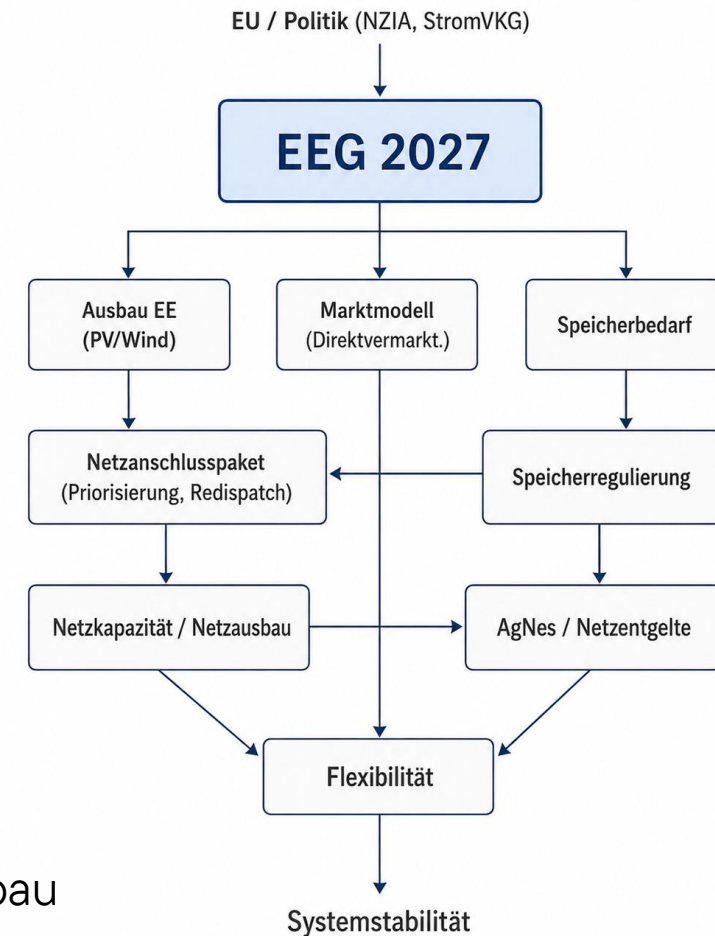 EU / Politik (NZIA, StromVKG)
EEG 2027
Ausbau EE
(PV/Wind)
Marktmodell
(Direktvermarkt.)
Speicherbedarf
Netzanschlusspaket
(Priorisierung, Redispatch)
Speicherregulierung
Netzkapazität / Netzausbau
AgNes / Netzentgelte
Flexibilität
bau
Systemstabilität